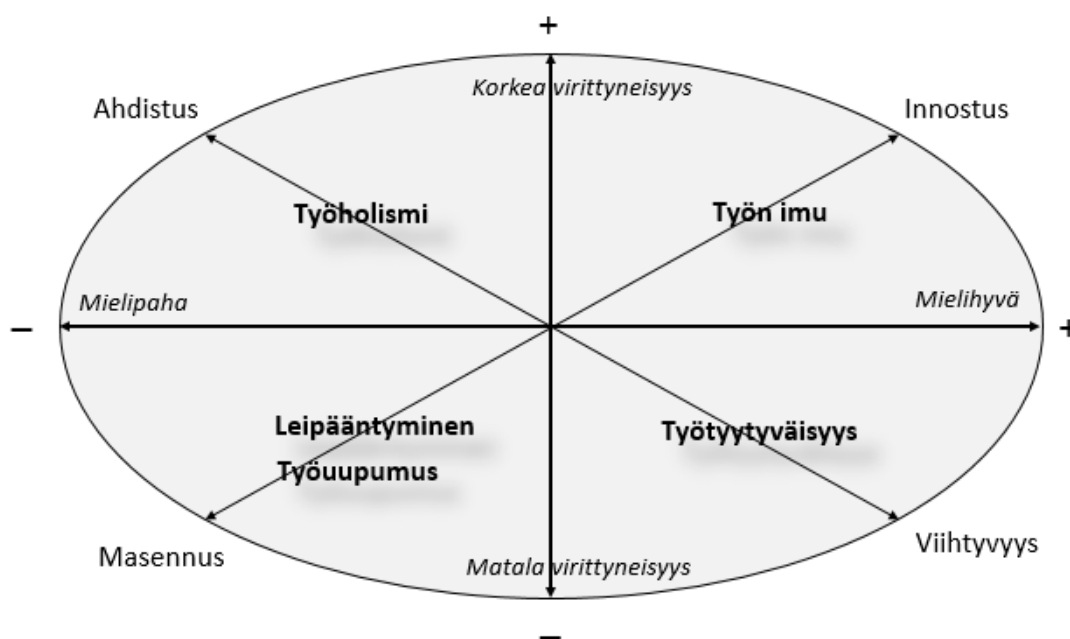 +
Korkea virittyneisyys
Ahdistus
Innostus
Työholismi
Työn imu
Mielipaha
Mielihyvä
–
+
Leipääntyminen
Työuupumus
Työtyytyväisyys
Masennus
Viihtyvyys
Matala virittyneisyys
–